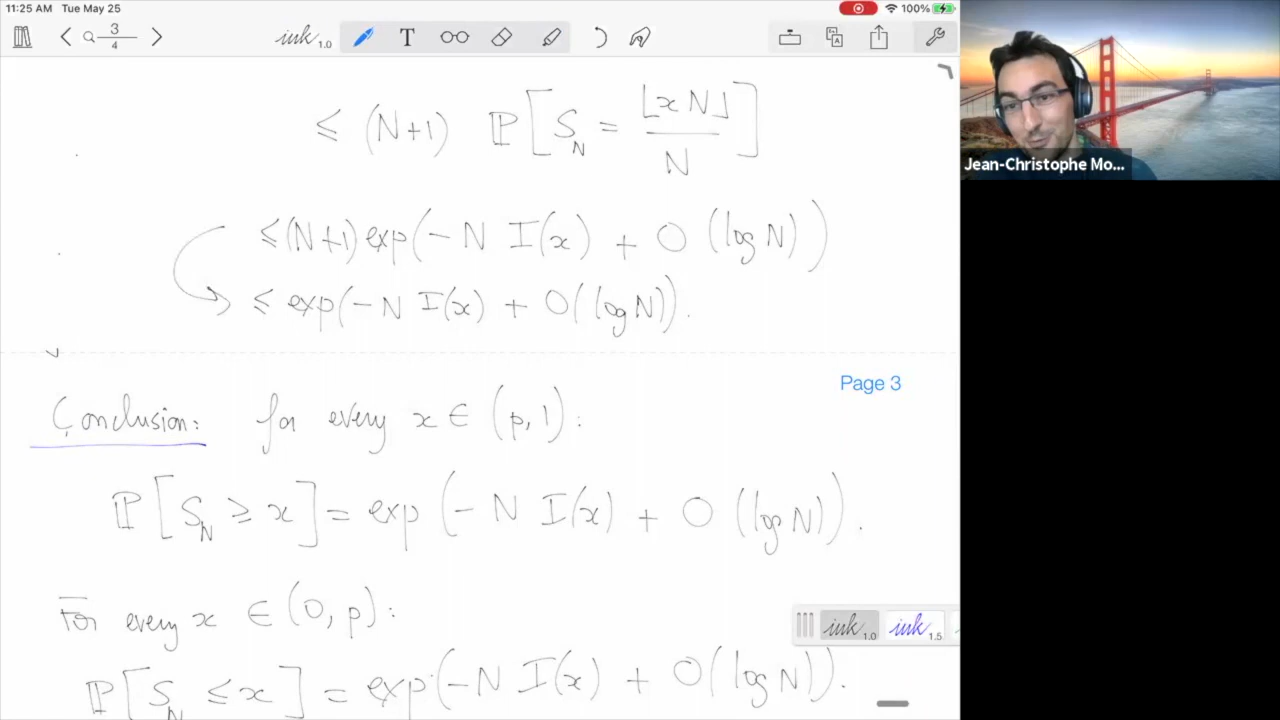 11:25 AM Tue May 25
100%
3/4
ink 1.0
T
≤ (N+1) ℙ[S_N = ⌊xN⌋/N]
≤ (N+1) exp(-N I(x) + O(log N))
≤ exp(-N I(x) + O(log N)).
Page 3
Conclusion: for every x ∈ (p,1):
ℙ[S_N ≥ x] = exp(-N I(x) + O(log N)).
For every x ∈ (0,p):
ℙ[S_N ≤ x] = exp(-N I(x) + O(log N)).
ink 1.0 ink 1.5
Jean-Christophe Mo...